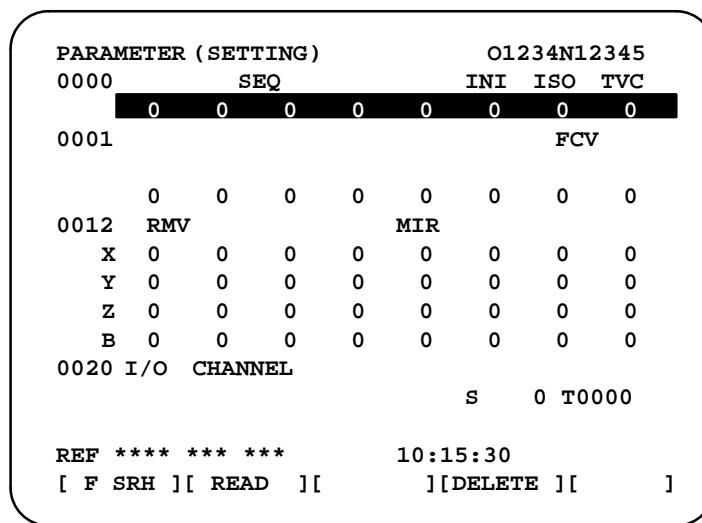 PARAMETER (SETTING) O1234N12345
0000 SEQ INI ISO TVC
0 0 0 0 0 0 0 0
0001 FCV
0 0 0 0 0 0 0 0
0012 RMV MIR
X 0 0 0 0 0 0 0 0
Y 0 0 0 0 0 0 0 0
Z 0 0 0 0 0 0 0 0
B 0 0 0 0 0 0 0 0
0020 I/O CHANNEL
S 0 T0000
REF **** *** *** 10:15:30
[ F SRH ][ READ ][ ][DELETE ][ ]